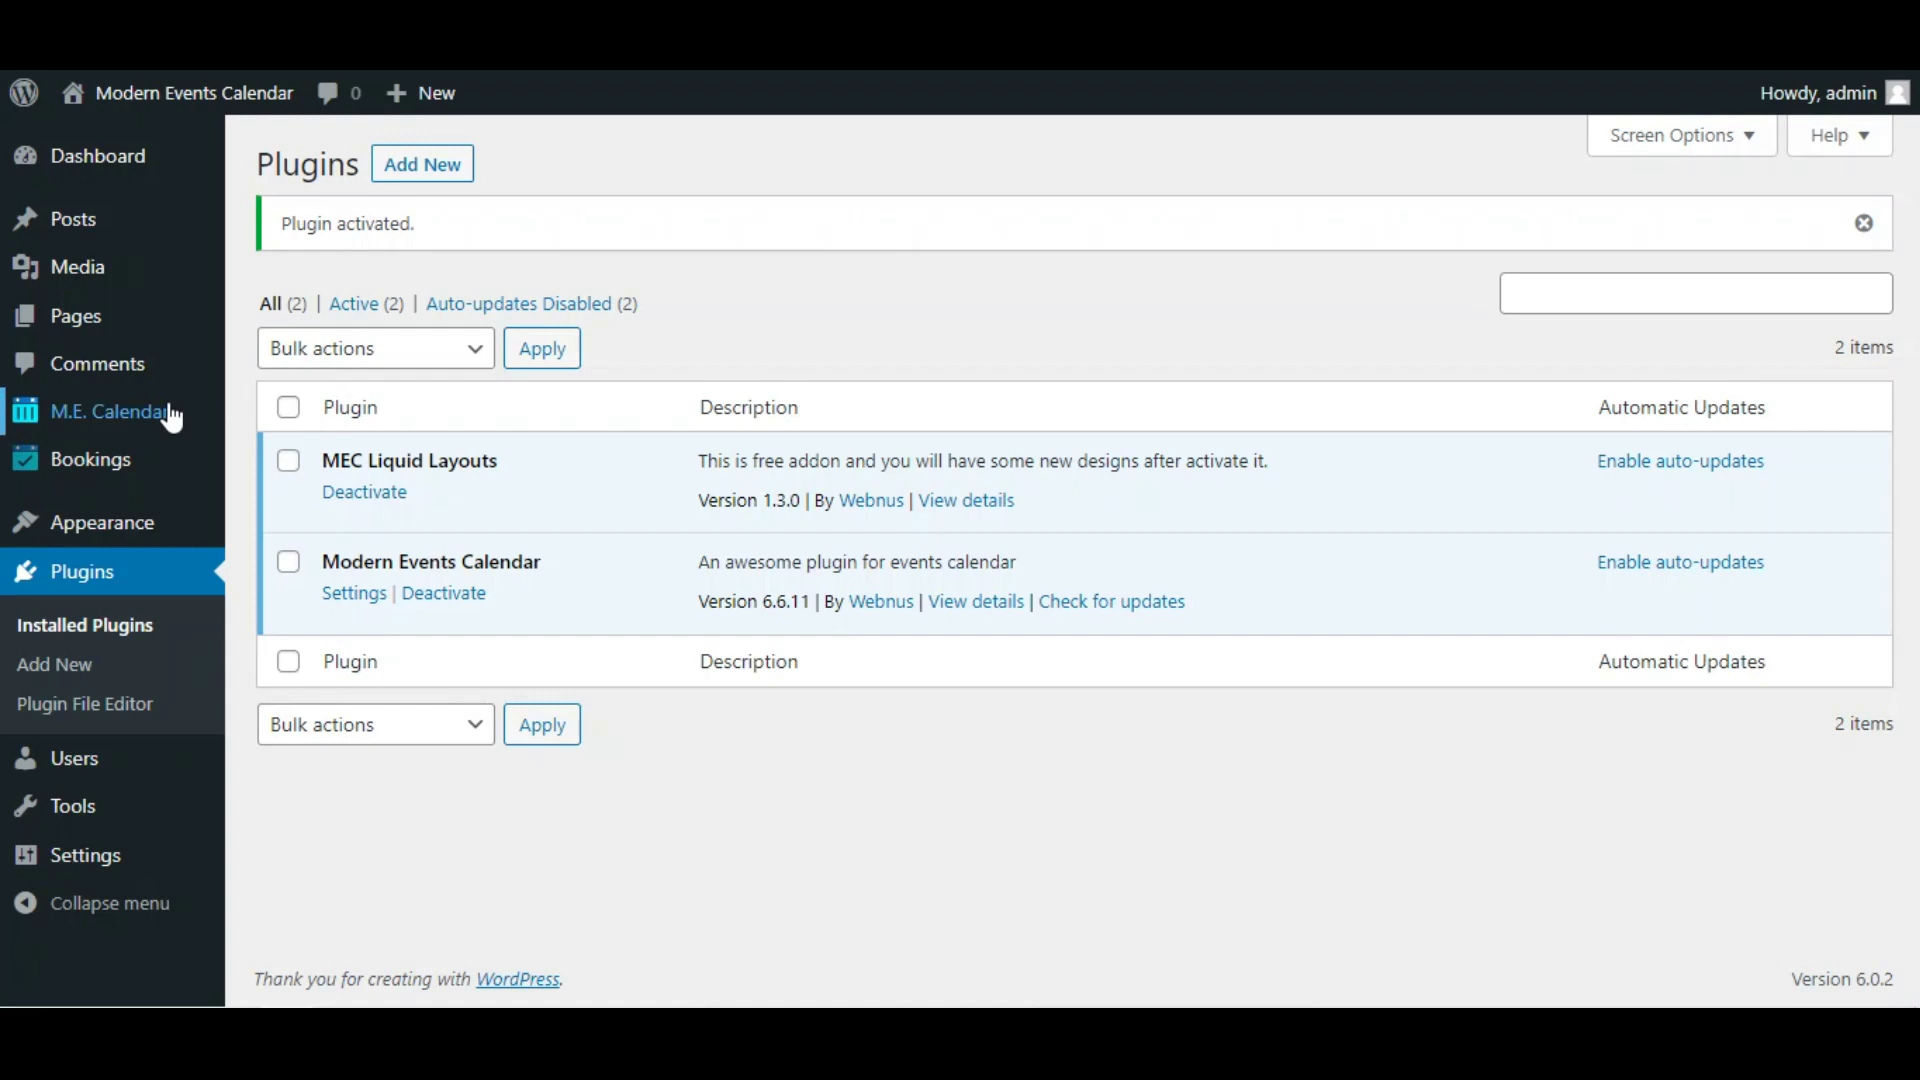 Modern Events Calendar 0 New Howdy, admin
Dashboard
Posts
Media
Pages
Comments
M.E. Calendar
Bookings
Appearance
Plugins
Installed Plugins
Add New
Plugin File Editor
Users
Tools
Settings
Collapse menu
Screen Options Help
Plugins Add New
Plugin activated.
All (2) | Active (2) | Auto-updates Disabled (2)
Bulk actions Apply 2 items
Plugin Description Automatic Updates
MEC Liquid Layouts This is free addon and you will have some new designs after activate it. Enable auto-updates
Deactivate Version 1.3.0 | By Webnus | View details
Modern Events Calendar An awesome plugin for events calendar Enable auto-updates
Settings | Deactivate Version 6.6.11 | By Webnus | View details | Check for updates
Plugin Description Automatic Updates
Bulk actions Apply 2 items
Thank you for creating with WordPress. Version 6.0.2